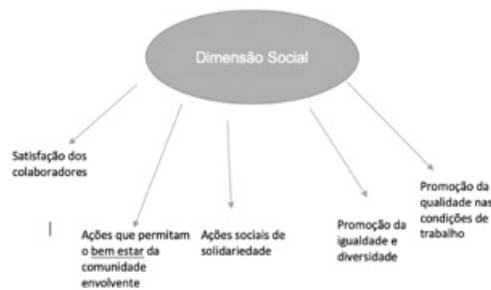 Dimensão Social
Satisfação dos
colaboradores
Ações que permitam
o bem estar da
comunidade
envolvente
Ações sociais de
solidariedade
Promoção da
igualdade e
diversidade
Promoção da
qualidade nas
condições de
trabalho